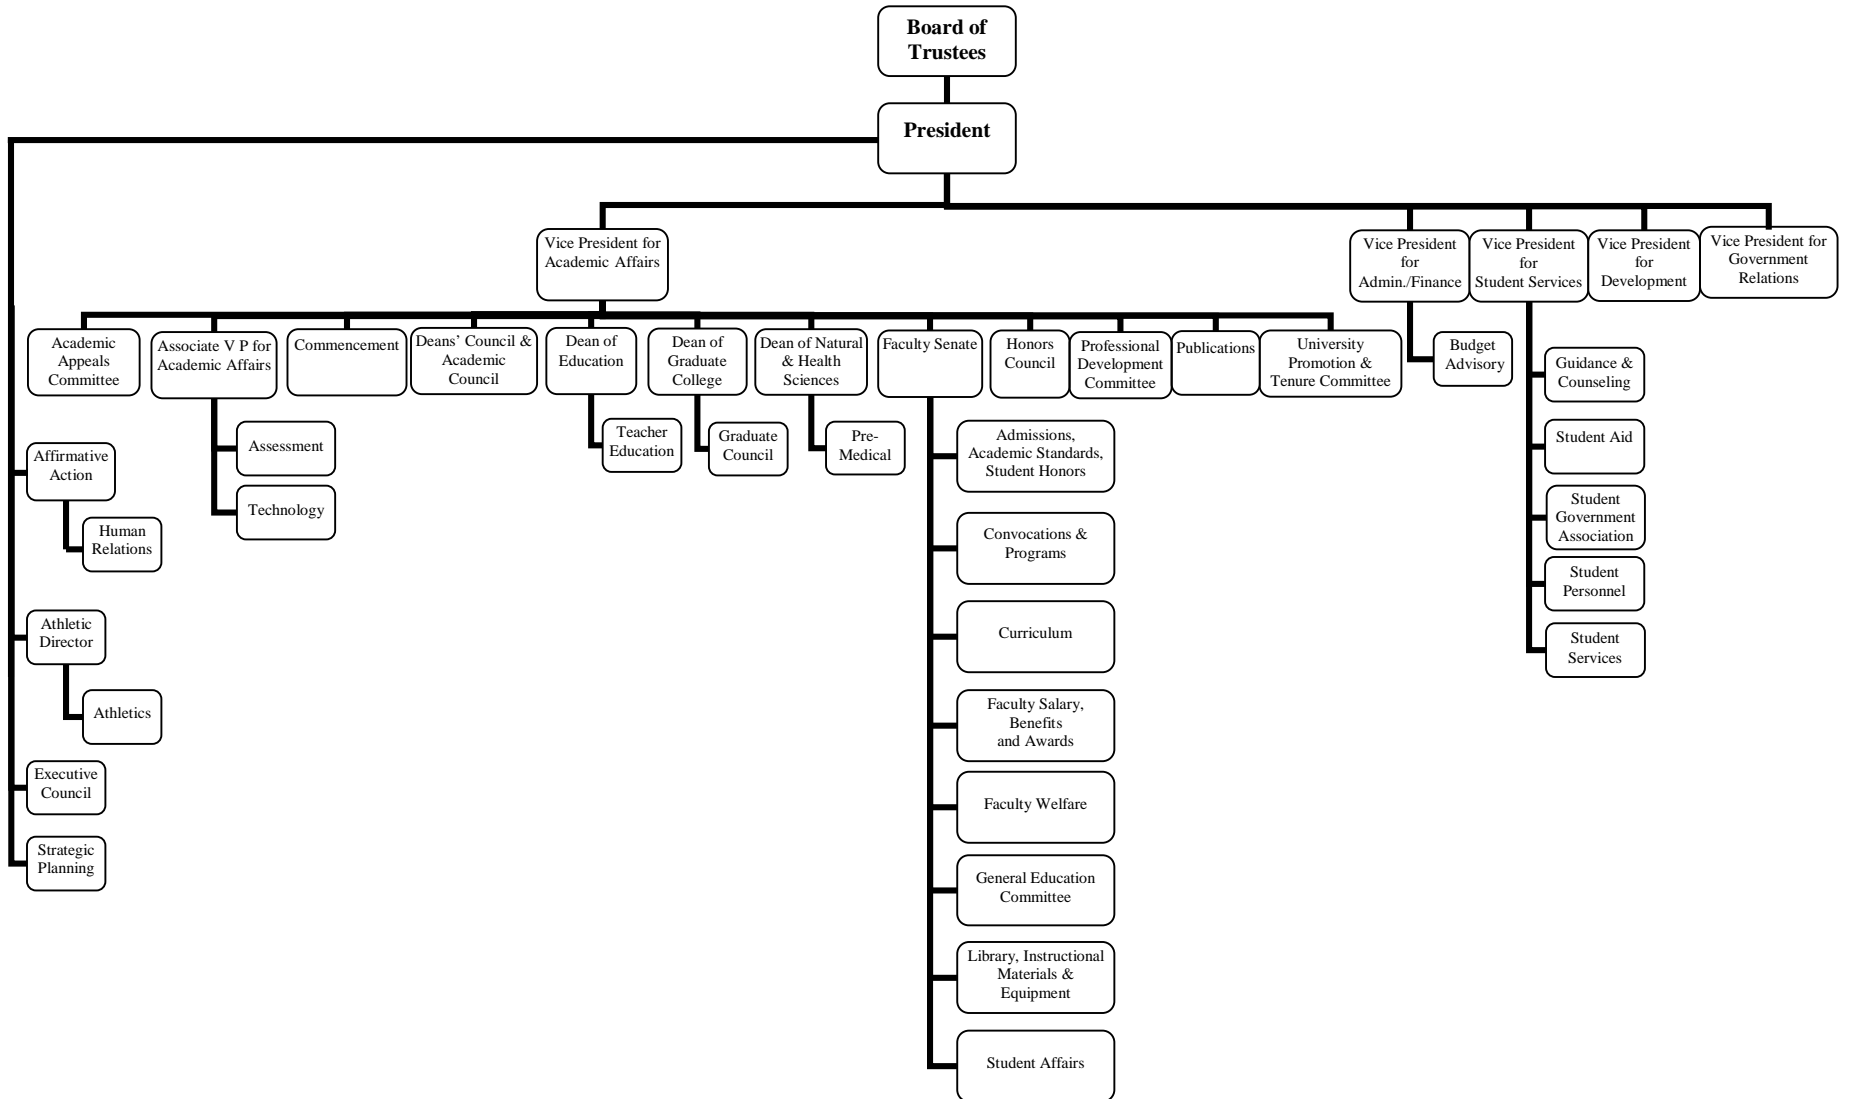 Board of
Trustees
President
Vice President for
Academic Affairs
Vice President
for
Admin./Finance
Vice President
for
Student Services
Vice President
for
Development
Vice President for
Government
Relations
Academic
Appeals
Committee
Associate V P for
Academic Affairs
Commencement
Deans’ Council &
Academic
Council
Dean of
Education
Dean of
Graduate
College
Dean of Natural
& Health
Sciences
Faculty Senate
Honors
Council
Professional
Development
Committee
Publications
University
Promotion &
Tenure Committee
Budget
Advisory
Guidance &
Counseling
Student Aid
Student
Government
Association
Student
Personnel
Student
Services
Affirmative
Action
Human
Relations
Athletic
Director
Athletics
Executive
Council
Strategic
Planning
Assessment
Technology
Teacher
Education
Graduate
Council
Pre-
Medical
Admissions,
Academic Standards,
Student Honors
Convocations &
Programs
Curriculum
Faculty Salary,
Benefits
and Awards
Faculty Welfare
General Education
Committee
Library, Instructional
Materials &
Equipment
Student Affairs